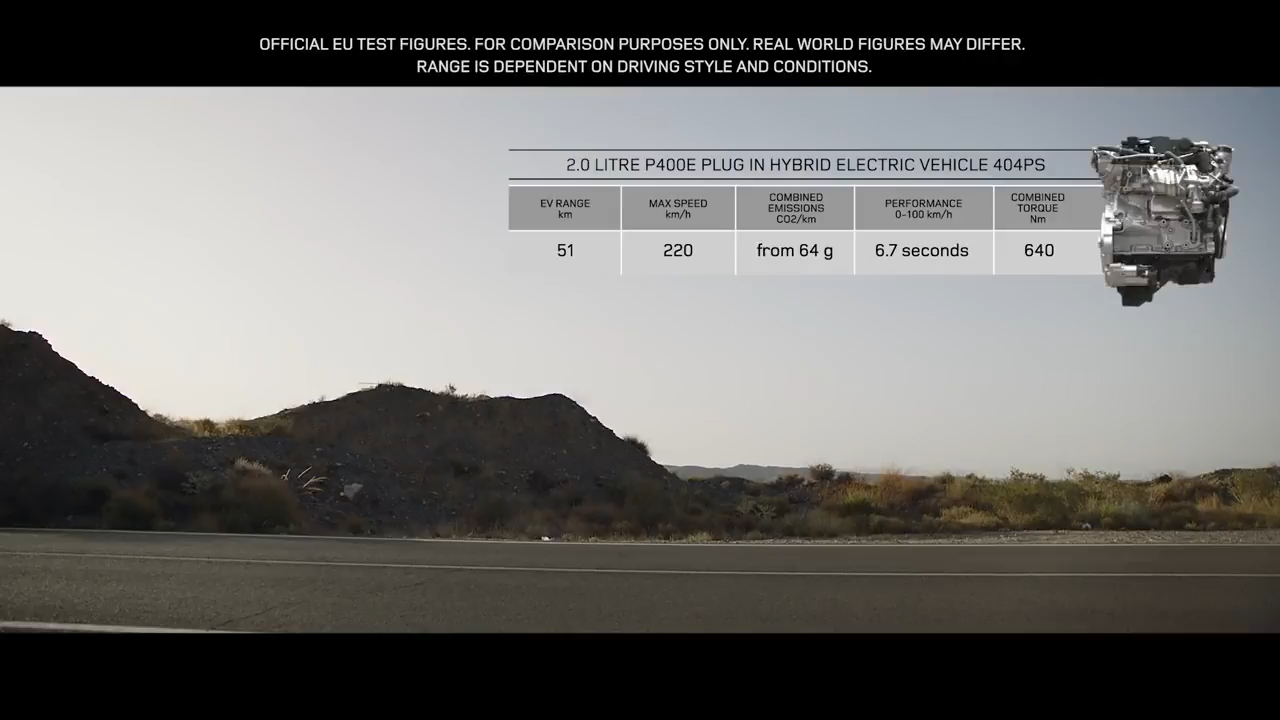 OFFICIAL EU TEST FIGURES. FOR COMPARISON PURPOSES ONLY. REAL WORLD FIGURES MAY DIFFER.
RANGE IS DEPENDENT ON DRIVING STYLE AND CONDITIONS.
2.0 LITRE P400E PLUG IN HYBRID ELECTRIC VEHICLE 404PS
EV RANGE
km
MAX SPEED
km/h
COMBINED
EMISSIONS
CO2/km
PERFORMANCE
0-100 km/h
COMBINED
TORQUE
Nm
51
220
from 64 g
6.7 seconds
640